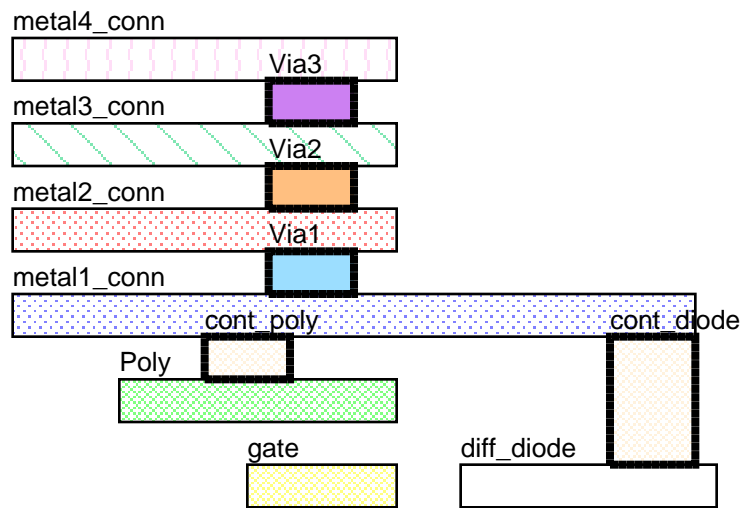 metal4_conn
Via3
metal3_conn
Via2
metal2_conn
Via1
metal1_conn
cont_poly
cont_diode
Poly
gate
diff_diode